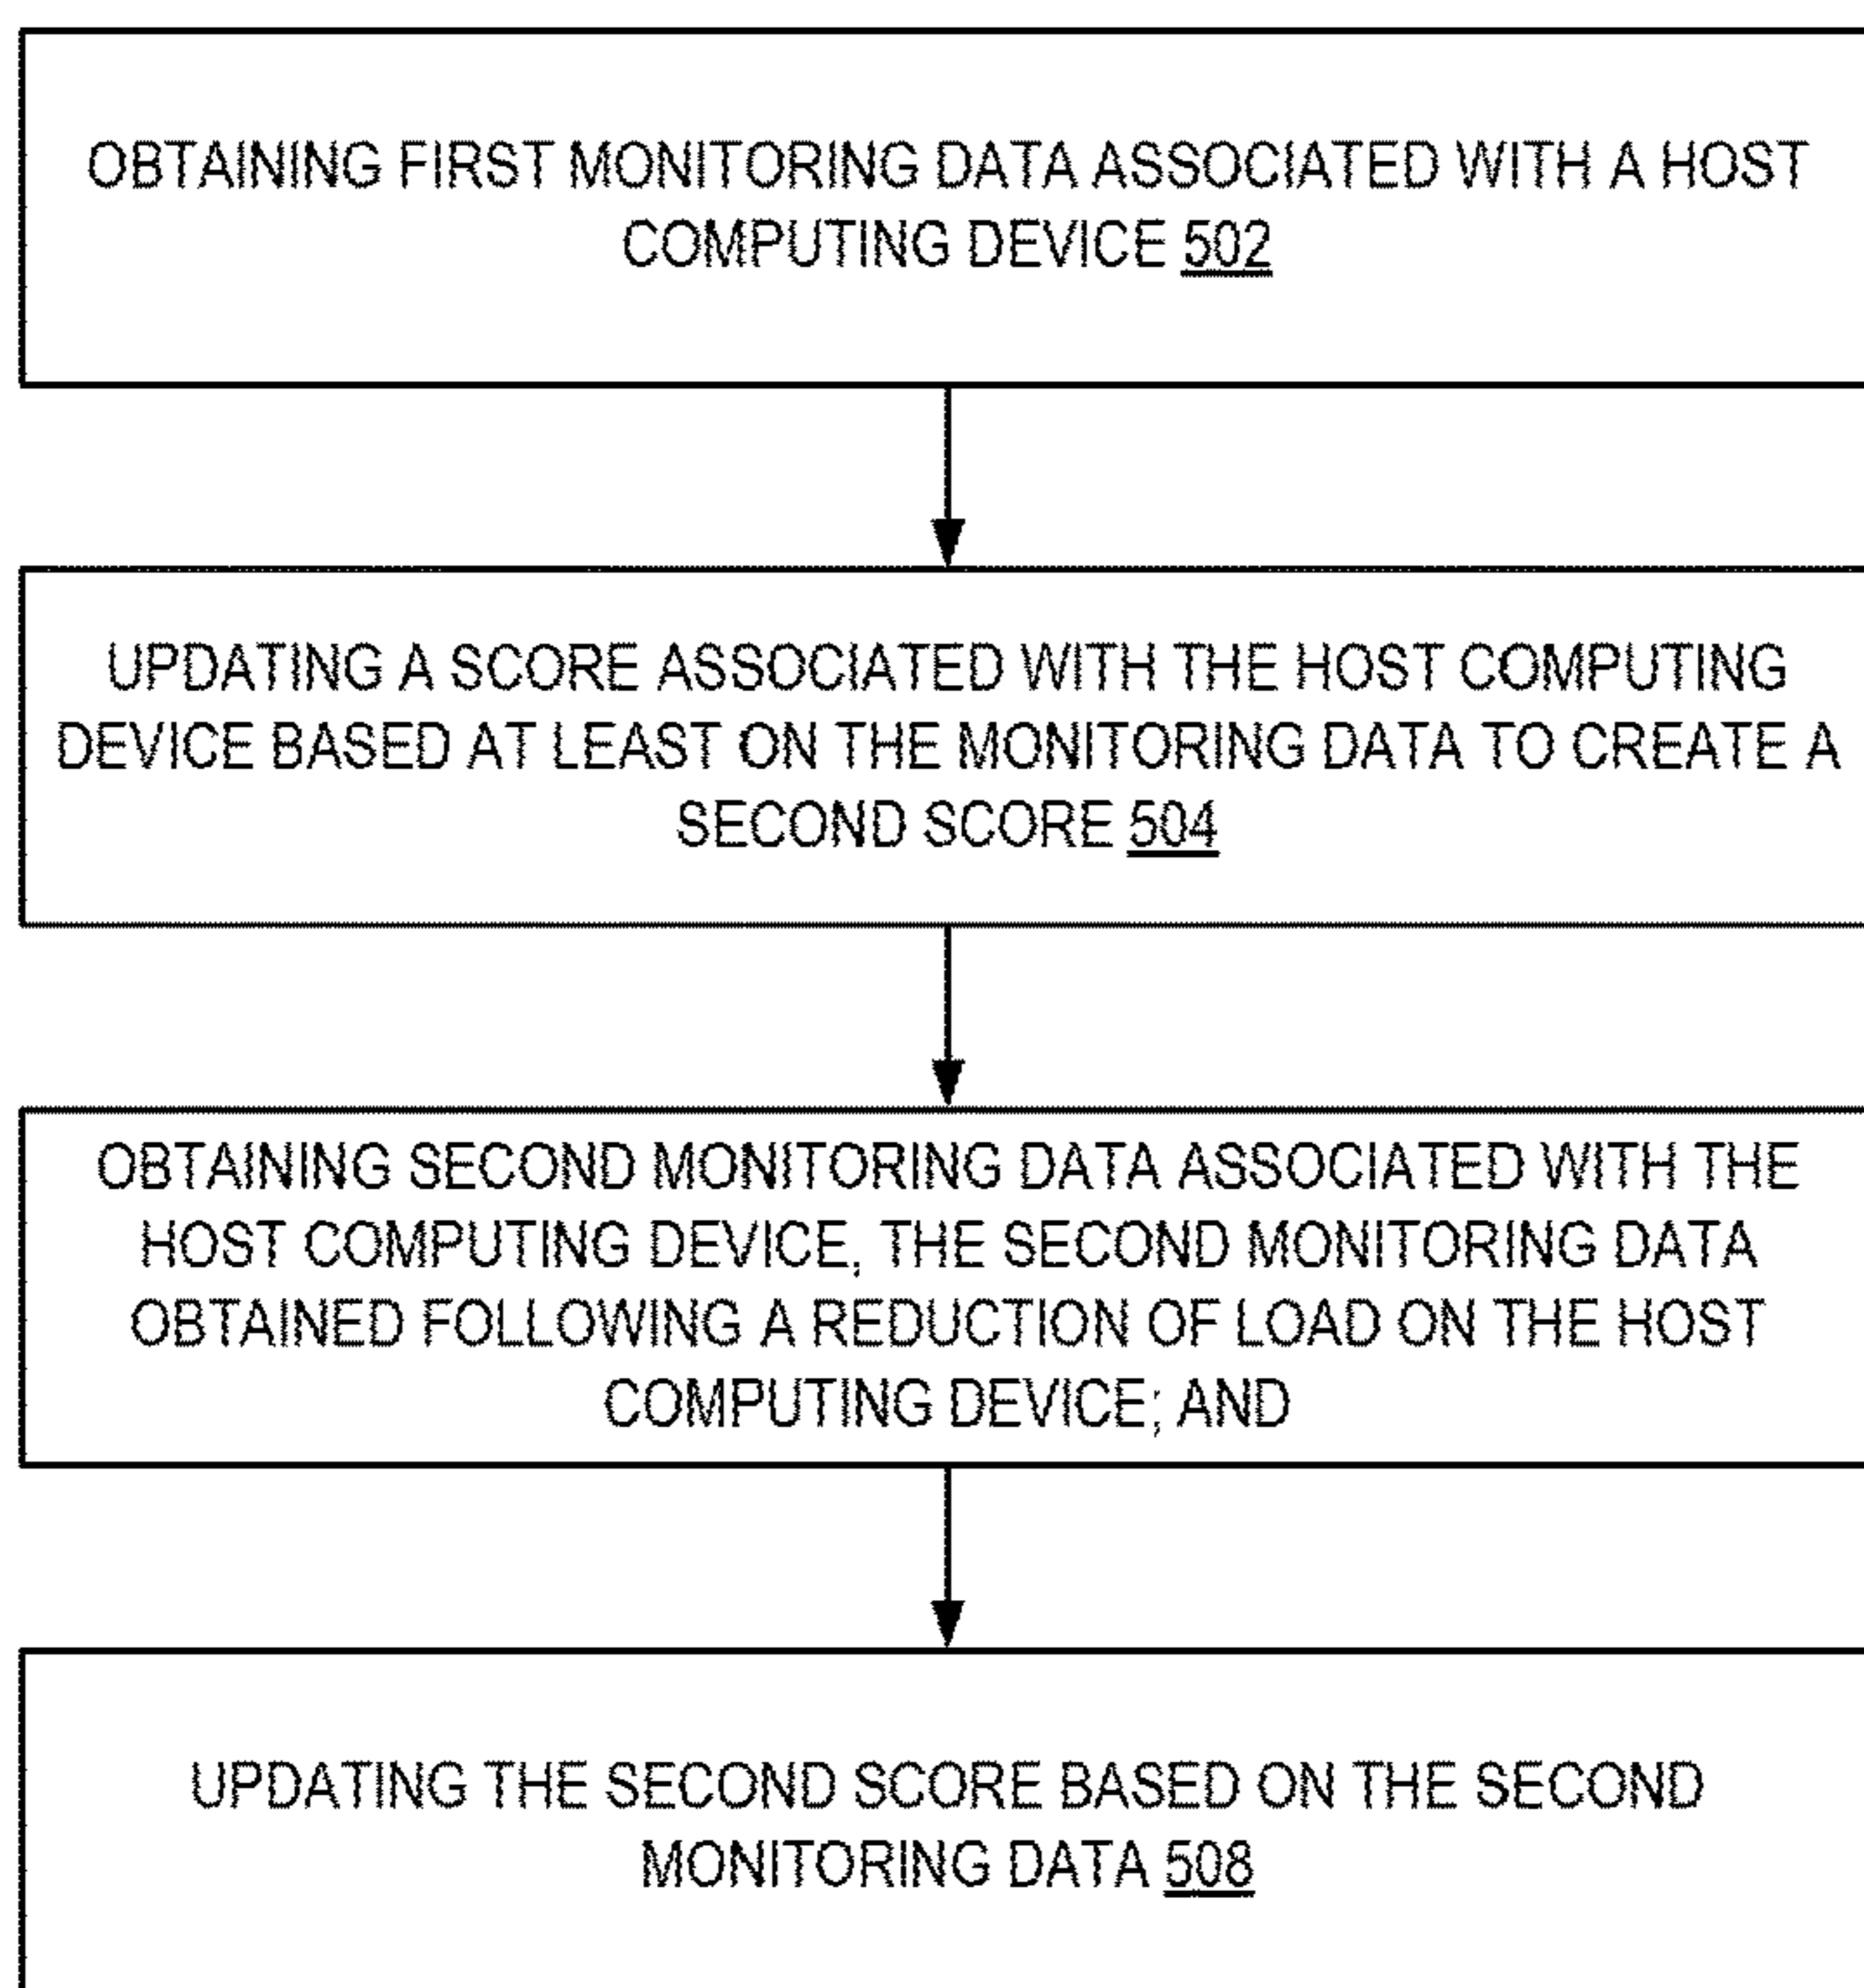 OBTAINING FIRST MONITORING DATA ASSOCIATED WITH A HOST
COMPUTING DEVICE 502
UPDATING A SCORE ASSOCIATED WITH THE HOST COMPUTING
DEVICE BASED AT LEAST ON THE MONITORING DATA TO CREATE A
SECOND SCORE 504
OBTAINING SECOND MONITORING DATA ASSOCIATED WITH THE
HOST COMPUTING DEVICE, THE SECOND MONITORING DATA
OBTAINED FOLLOWING A REDUCTION OF LOAD ON THE HOST
COMPUTING DEVICE; AND
UPDATING THE SECOND SCORE BASED ON THE SECOND
MONITORING DATA 508